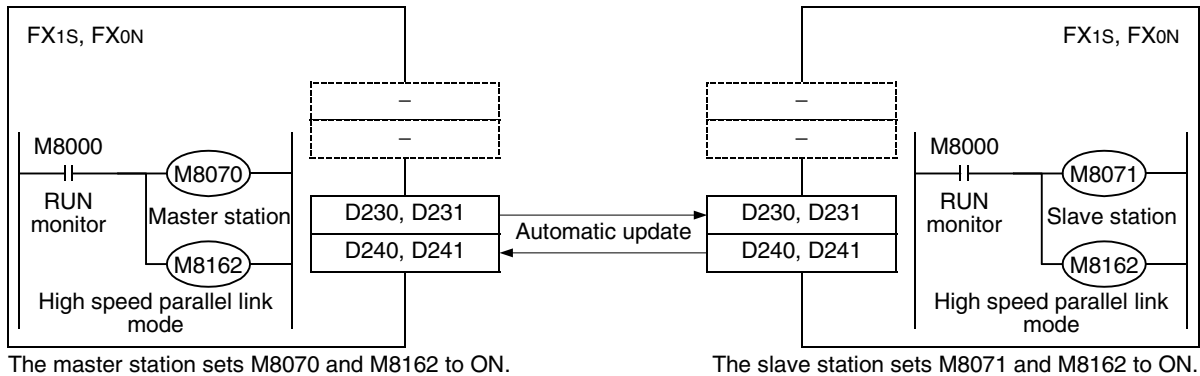 FX1S, FX0N
FX1S, FX0N
–
–
–
–
M8000
M8070
RUN
monitor
Master station
M8162
High speed parallel link
mode
D230, D231
D240, D241
Automatic update
D230, D231
D240, D241
M8000
M8071
RUN
monitor
Slave station
M8162
High speed parallel link
mode
The master station sets M8070 and M8162 to ON.
The slave station sets M8071 and M8162 to ON.